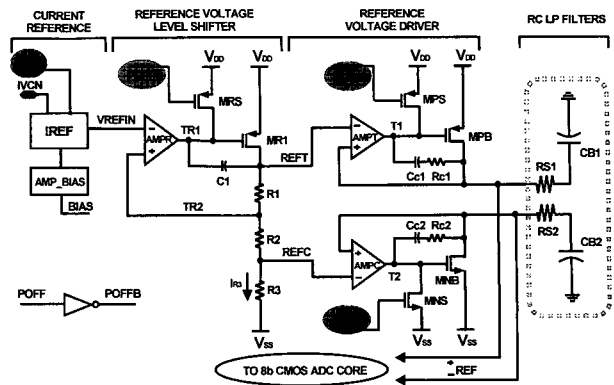 CURRENT
REFERENCE
REFERENCE VOLTAGE
LEVEL SHIFTER
REFERENCE
VOLTAGE DRIVER
RC LP FILTERS
IVCN
IREF
VREFIN
AMP_BIAS
BIAS
AMPR
TR1
TR2
VDD
VDD
MRS
MR1
C1
REFT
R1
R2
REFC
IR3
R3
VSS
VDD
VDD
MPS
AMPT
T1
MPB
Cc1
Rc1
Cc2
Rc2
AMPC
T2
MNB
MNS
VSS
VSS
RS1
CB1
RS2
CB2
POFF
POFFB
TO 8b CMOS ADC CORE
±REF